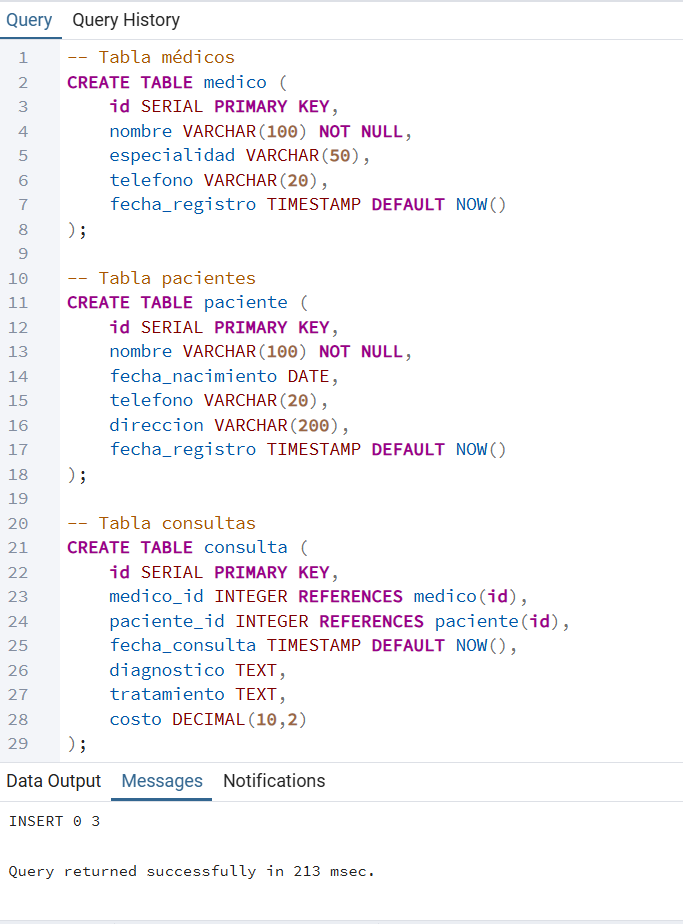 Query Query History
1 -- Tabla médicos
2 CREATE TABLE medico (
3 id SERIAL PRIMARY KEY,
4 nombre VARCHAR(100) NOT NULL,
5 especialidad VARCHAR(50),
6 telefono VARCHAR(20),
7 fecha_registro TIMESTAMP DEFAULT NOW()
8 );
9
10 -- Tabla pacientes
11 CREATE TABLE paciente (
12 id SERIAL PRIMARY KEY,
13 nombre VARCHAR(100) NOT NULL,
14 fecha_nacimiento DATE,
15 telefono VARCHAR(20),
16 direccion VARCHAR(200),
17 fecha_registro TIMESTAMP DEFAULT NOW()
18 );
19
20 -- Tabla consultas
21 CREATE TABLE consulta (
22 id SERIAL PRIMARY KEY,
23 medico_id INTEGER REFERENCES medico(id),
24 paciente_id INTEGER REFERENCES paciente(id),
25 fecha_consulta TIMESTAMP DEFAULT NOW(),
26 diagnostico TEXT,
27 tratamiento TEXT,
28 costo DECIMAL(10,2)
29 );
Data Output Messages Notifications
INSERT 0 3
Query returned successfully in 213 msec.